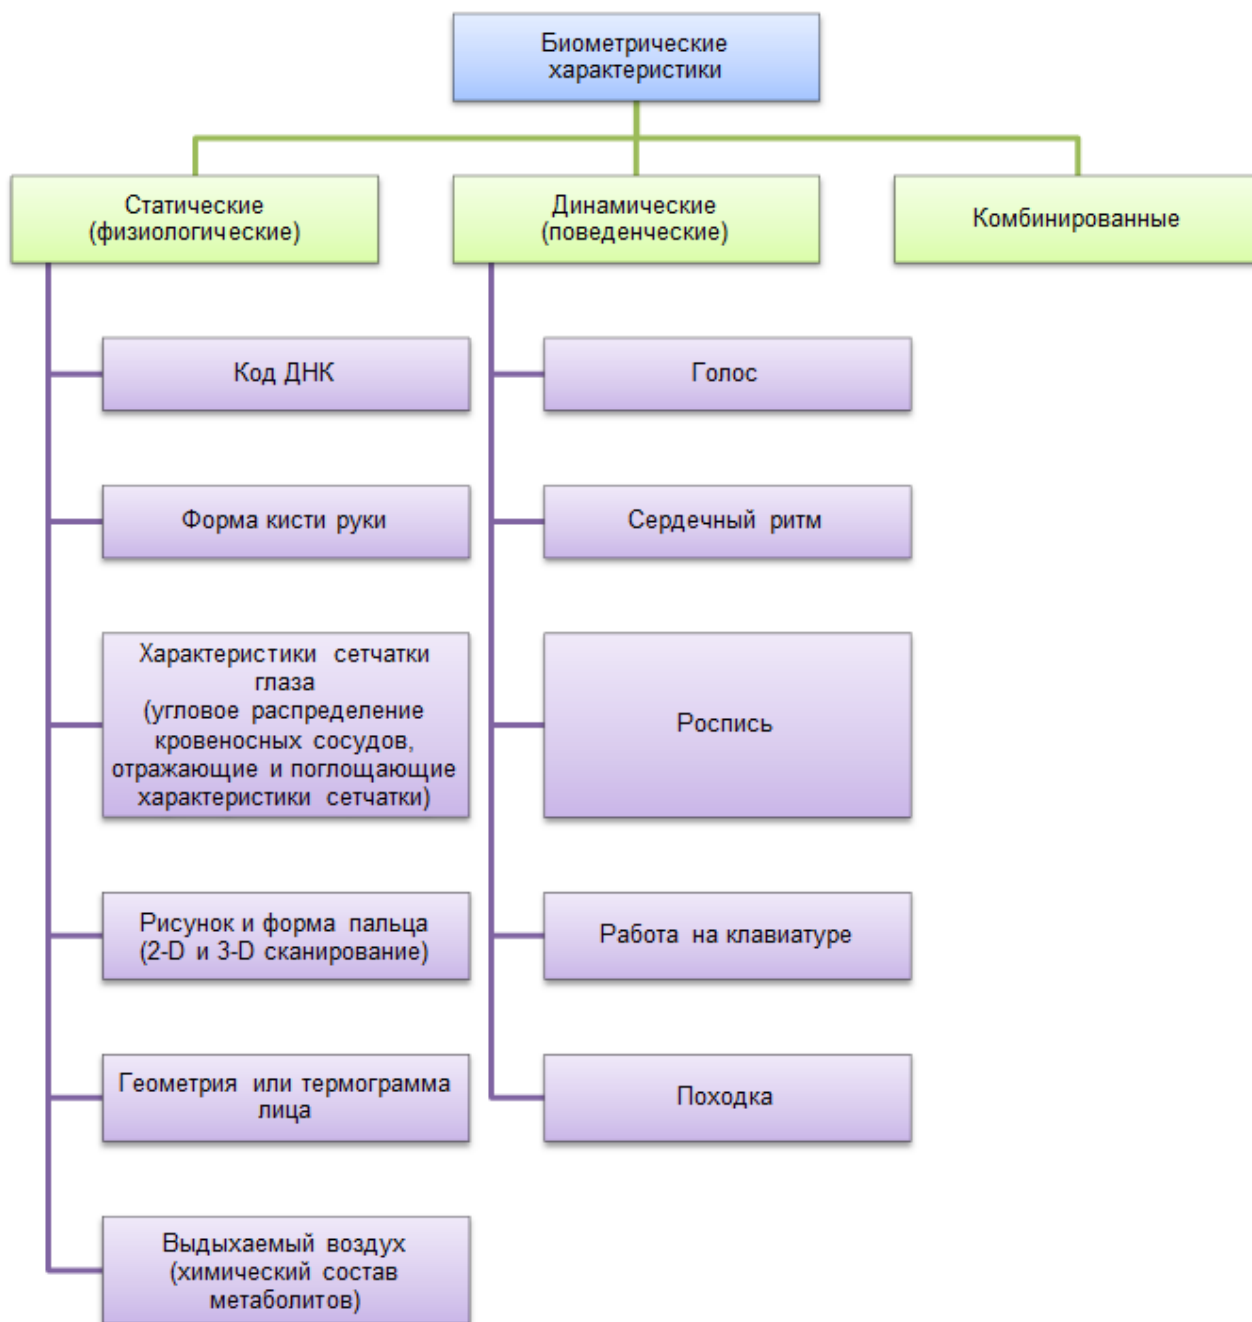 Биометрические
характеристики
Статические
(физиологические)
Динамические
(поведенческие)
Комбинированные
Код ДНК
Форма кисти руки
Характеристики сетчатки
глаза
(угловое распределение
кровеносных сосудов,
отражающие и поглощающие
характеристики сетчатки)
Рисунок и форма пальца
(2-D и 3-D сканирование)
Геометрия или термограмма
лица
Выдыхаемый воздух
(химический состав
метаболитов)
Голос
Сердечный ритм
Роспись
Работа на клавиатуре
Походка